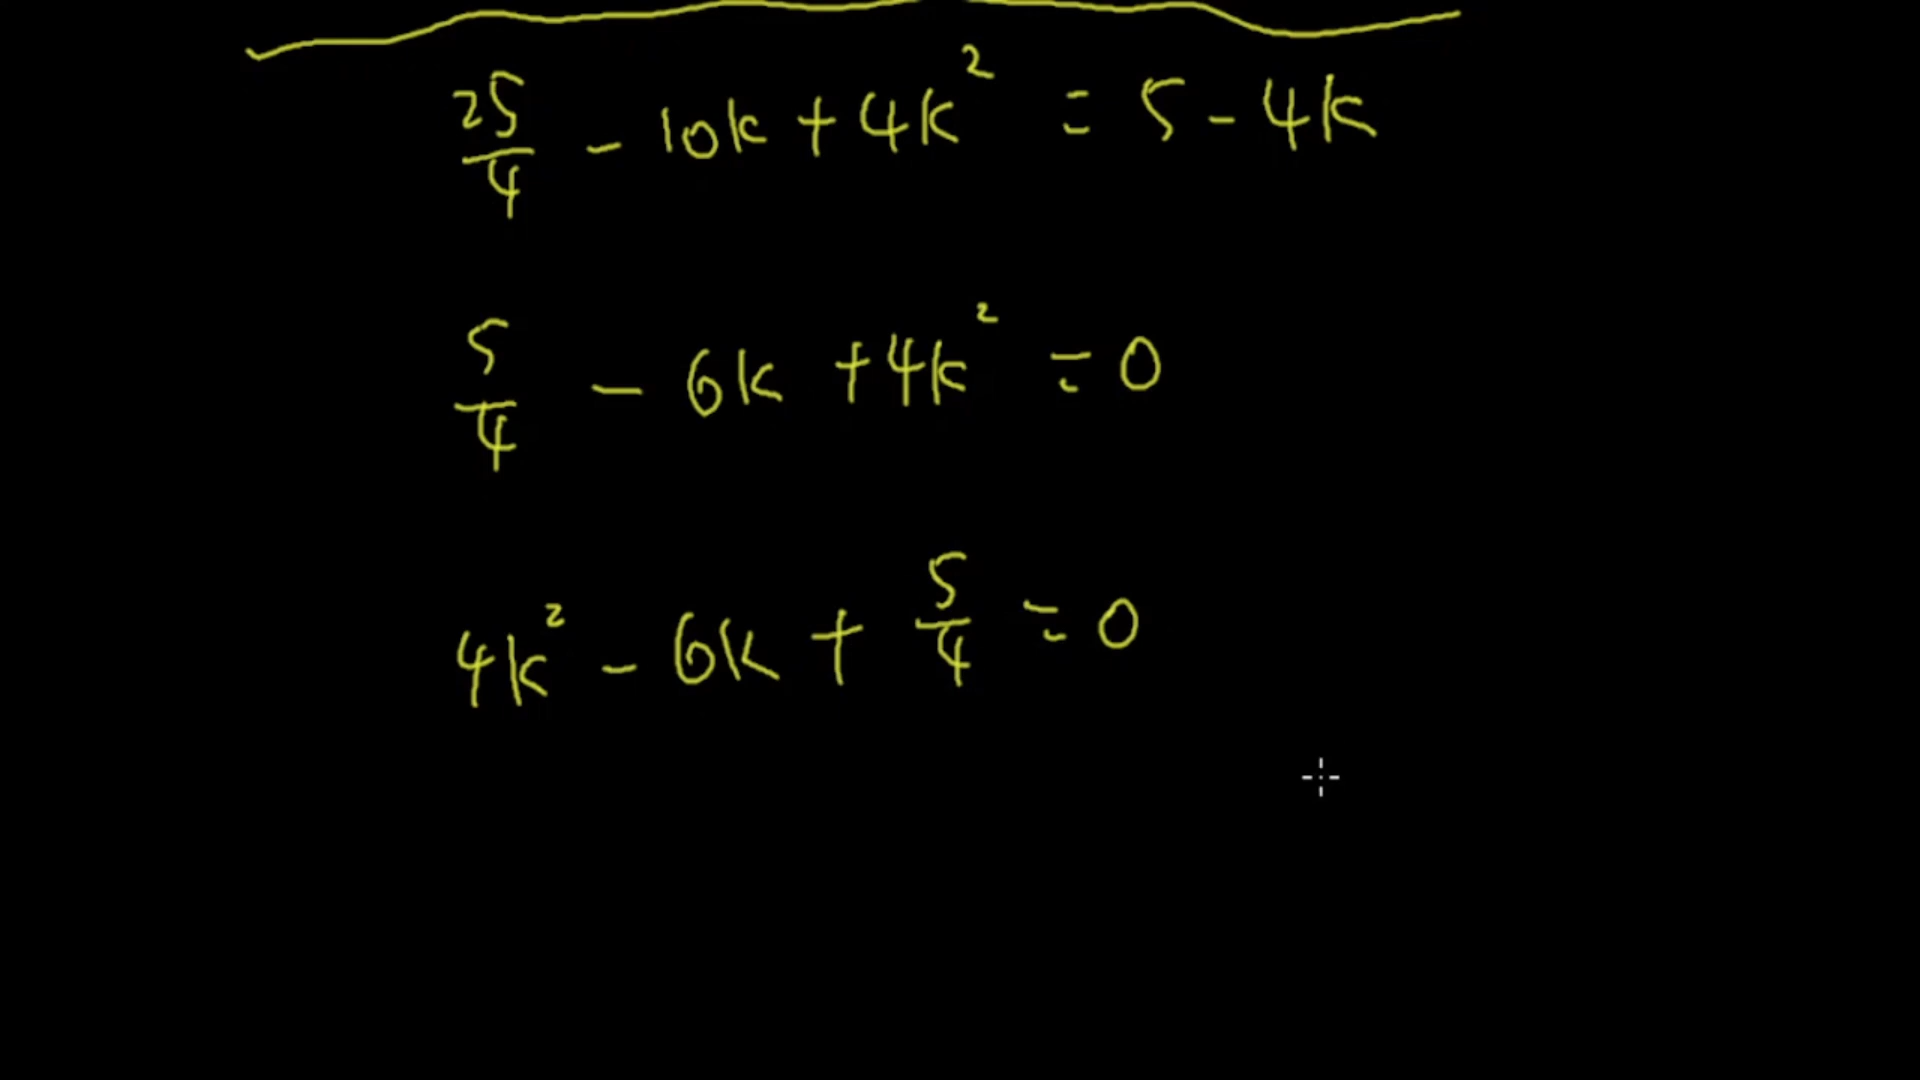 25/4 - 10k + 4k² = 5 - 4k
5/4 - 6k + 4k² = 0
4k² - 6k + 5/4 = 0